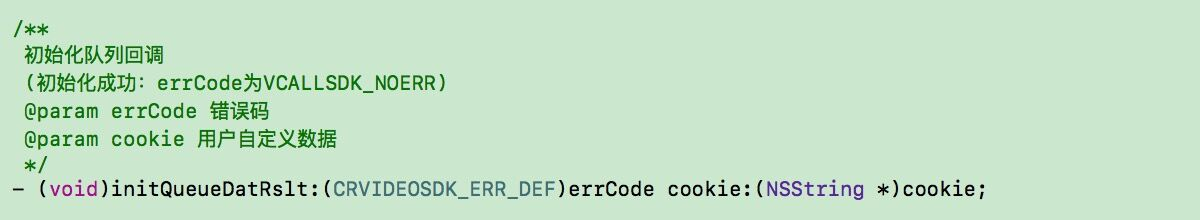 /**
初始化队列回调
(初始化成功: errCode为VCALLSDK_NOERR)
@param errCode 错误码
@param cookie 用户自定义数据
*/
- (void)initQueueDatRslt:(CRVIDEOSDK_ERR_DEF)errCode cookie:(NSString *)cookie;